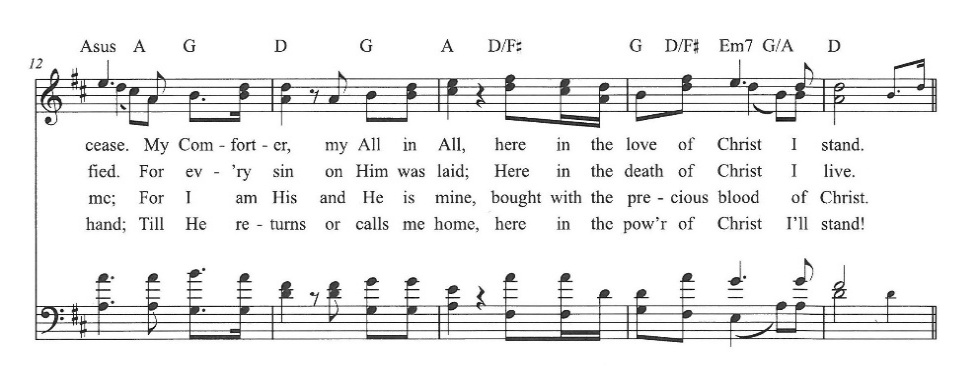 Asus A G D G A D/F♯ G D/F♯ Em7 G/A D
12
cease. My Com - fort - er, my All in All, here in the love of Christ I stand.
fied. For ev - 'ry sin on Him was laid; Here in the death of Christ I live.
mc; For I am His and He is mine, bought with the pre - cious blood of Christ.
hand; Till He re - turns or calls me home, here in the pow'r of Christ I'll stand!